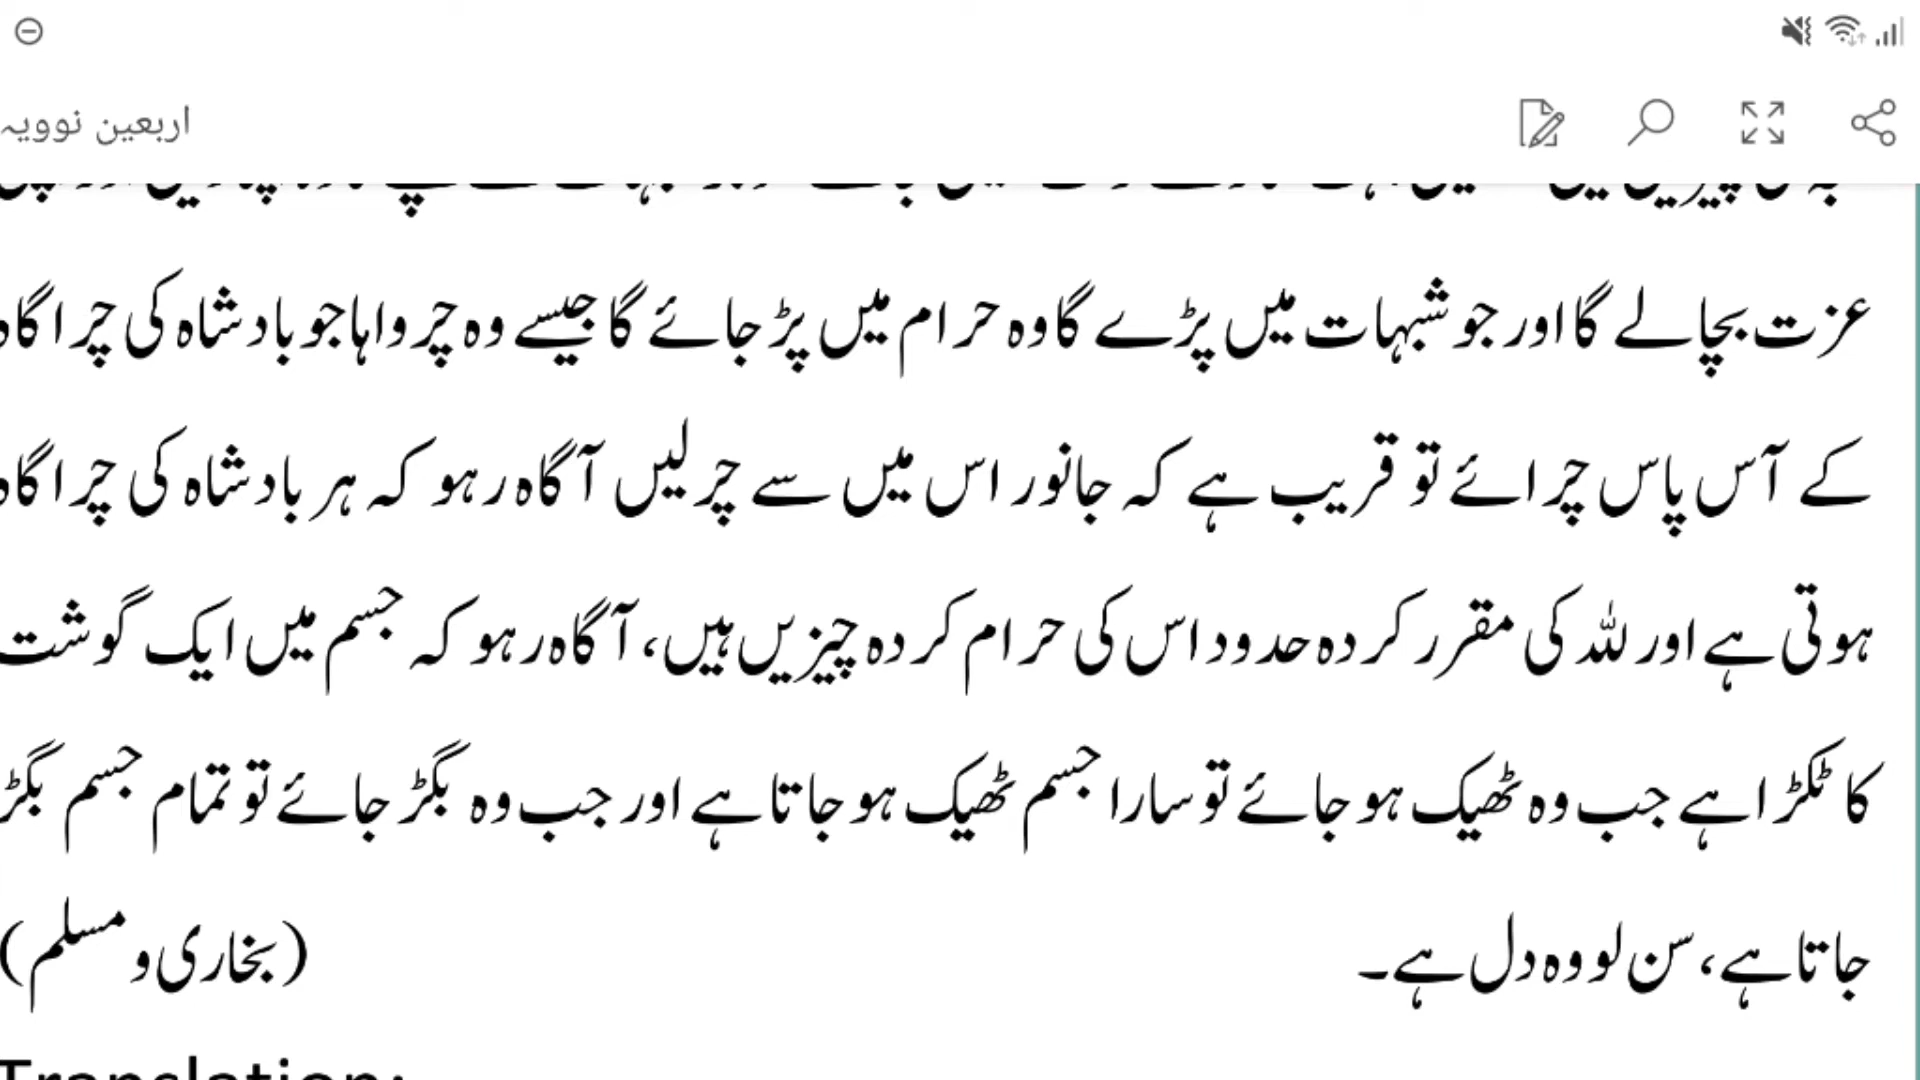 اربعین نوویہ
عزت بچالے گا اور جو شبہات میں پڑے گا وہ حرام میں پڑ جائے گا جیسے وہ چرواہا جو بادشاہ کی چراگاہ
کے آس پاس چرائے تو قریب ہے کہ جانور اس میں سے چرلیں آگاہ رہو کہ ہر بادشاہ کی چراگاہ
ہوتی ہے اور للہ کی مقرر کردہ حدود اس کی حرام کردہ چیزیں ہیں، آگاہ رہو کہ جسم میں ایک گوشت
کا ٹکڑا ہے جب وہ ٹھیک ہو جائے تو سارا جسم ٹھیک ہو جاتا ہے اور جب وہ بگڑ جائے تو تمام جسم بگڑ
جاتا ہے، سن لو وہ دل ہے۔ (بخاری و مسلم)
Translation: